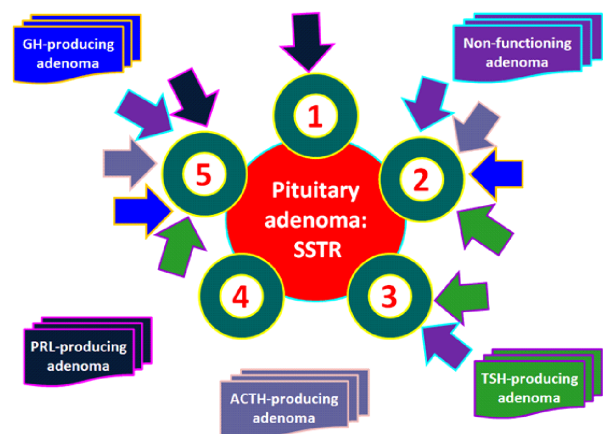 GH-producing
adenoma
Non-functioning
adenoma
1
5
2
Pituitary
adenoma:
SSTR
4
3
PRL-producing
adenoma
ACTH-producing
adenoma
TSH-producing
adenoma